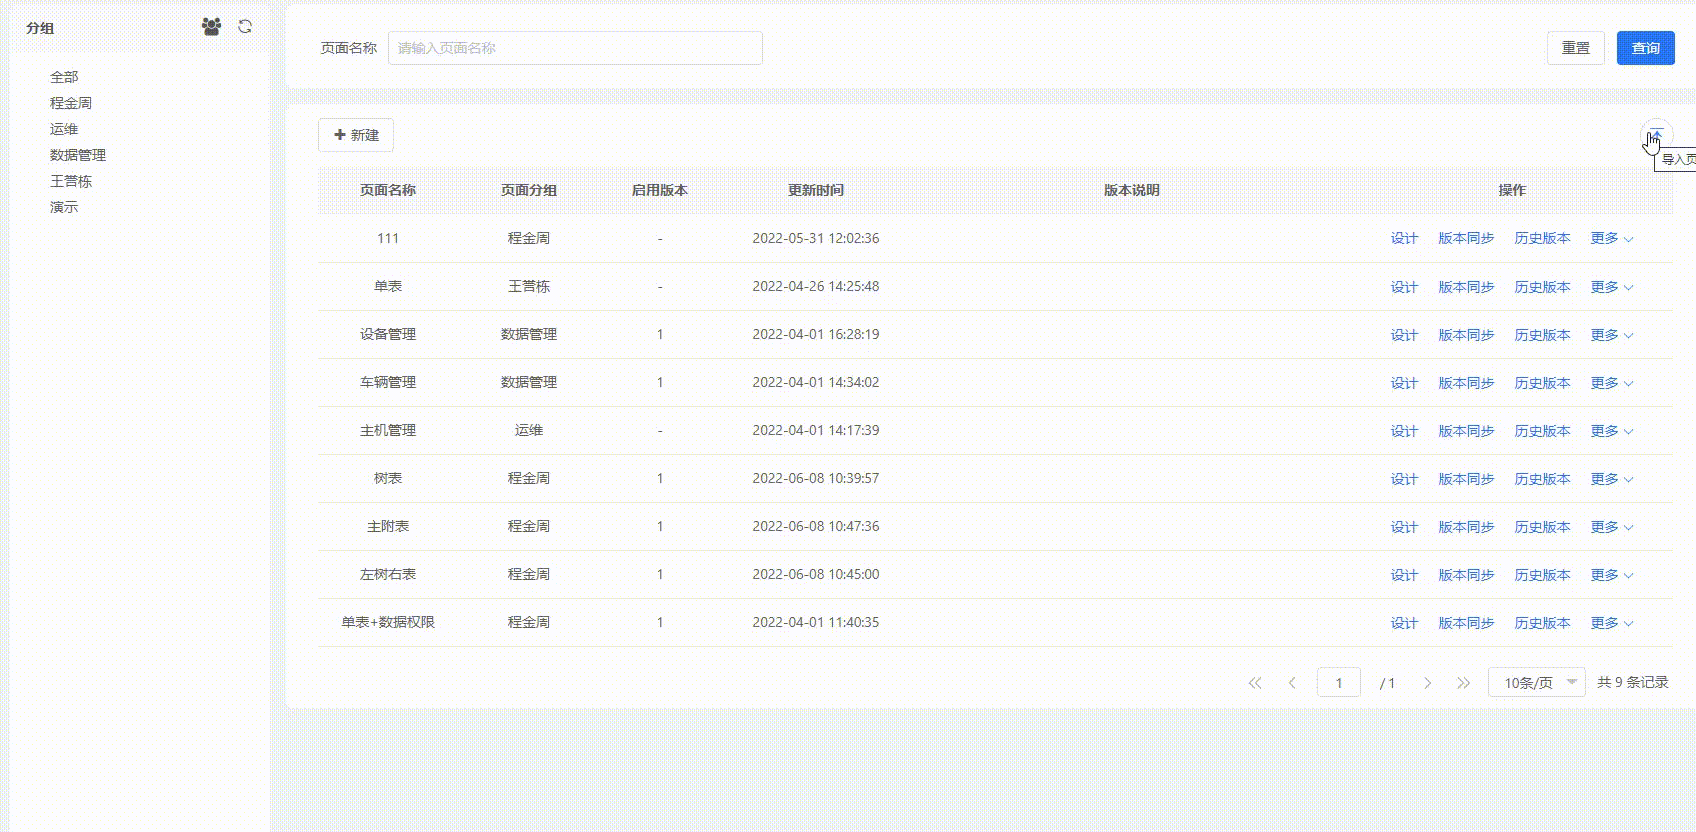 分组
全部
程金周
运维
数据管理
王誉栋
演示
页面名称 请输入页面名称 重置 查询
新建
导入页
页面名称 页面分组 启用版本 更新时间 版本说明 操作
111 程金周 - 2022-05-31 12:02:36 设计 版本同步 历史版本 更多
单表 王誉栋 - 2022-04-26 14:25:48 设计 版本同步 历史版本 更多
设备管理 数据管理 1 2022-04-01 16:28:19 设计 版本同步 历史版本 更多
车辆管理 数据管理 1 2022-04-01 14:34:02 设计 版本同步 历史版本 更多
主机管理 运维 - 2022-04-01 14:17:39 设计 版本同步 历史版本 更多
树表 程金周 1 2022-06-08 10:39:57 设计 版本同步 历史版本 更多
主附表 程金周 1 2022-06-08 10:47:36 设计 版本同步 历史版本 更多
左树右表 程金周 1 2022-06-08 10:45:00 设计 版本同步 历史版本 更多
单表+数据权限 程金周 1 2022-04-01 11:40:35 设计 版本同步 历史版本 更多
1 / 1 10条/页 共 9 条记录